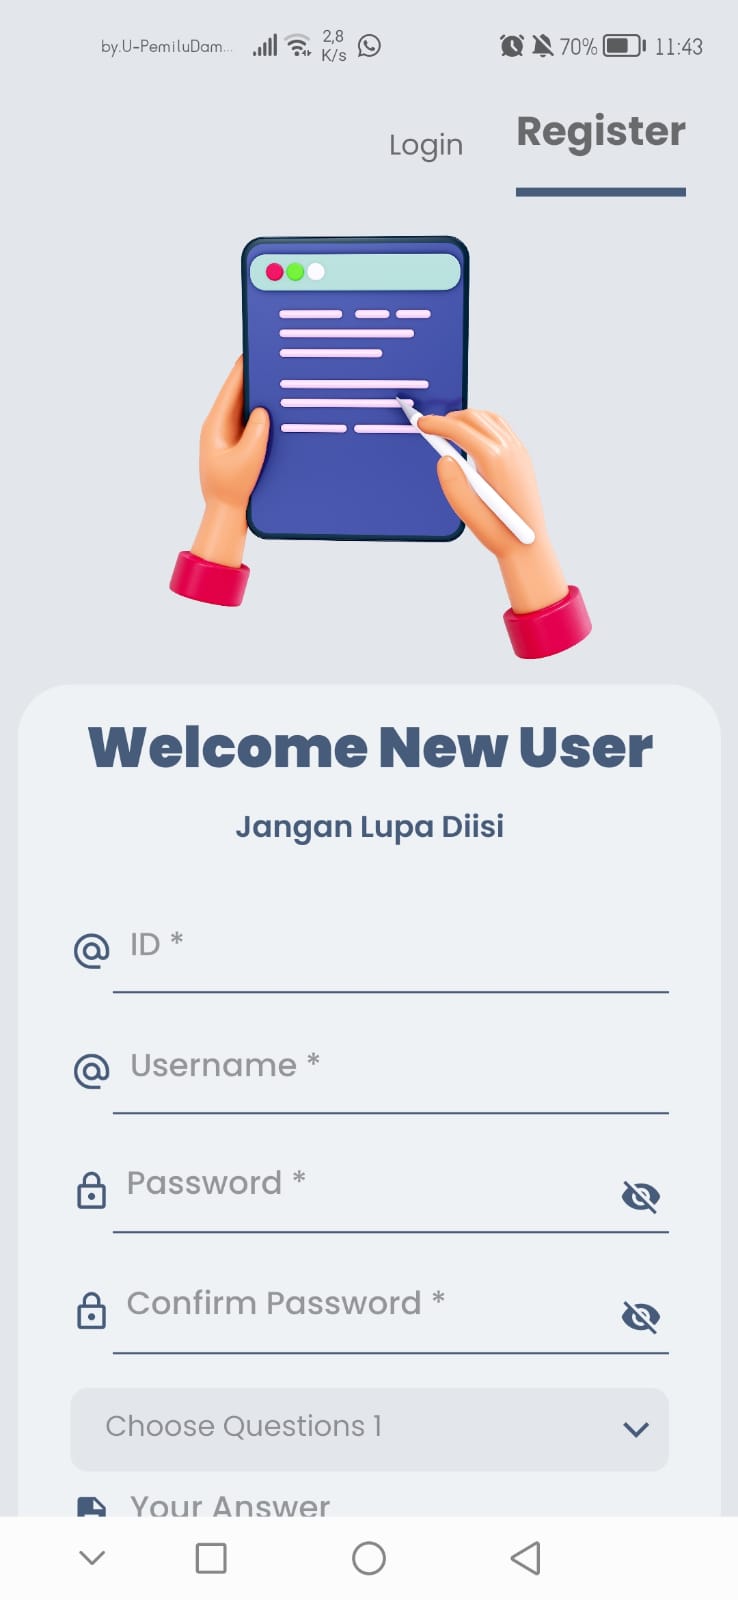 by.U-PemiluDam... 2,8 K/s 70% 11:43
Login Register
Welcome New User
Jangan Lupa Diisi
ID *
Username *
Password *
Confirm Password *
Choose Questions 1
Your Answer